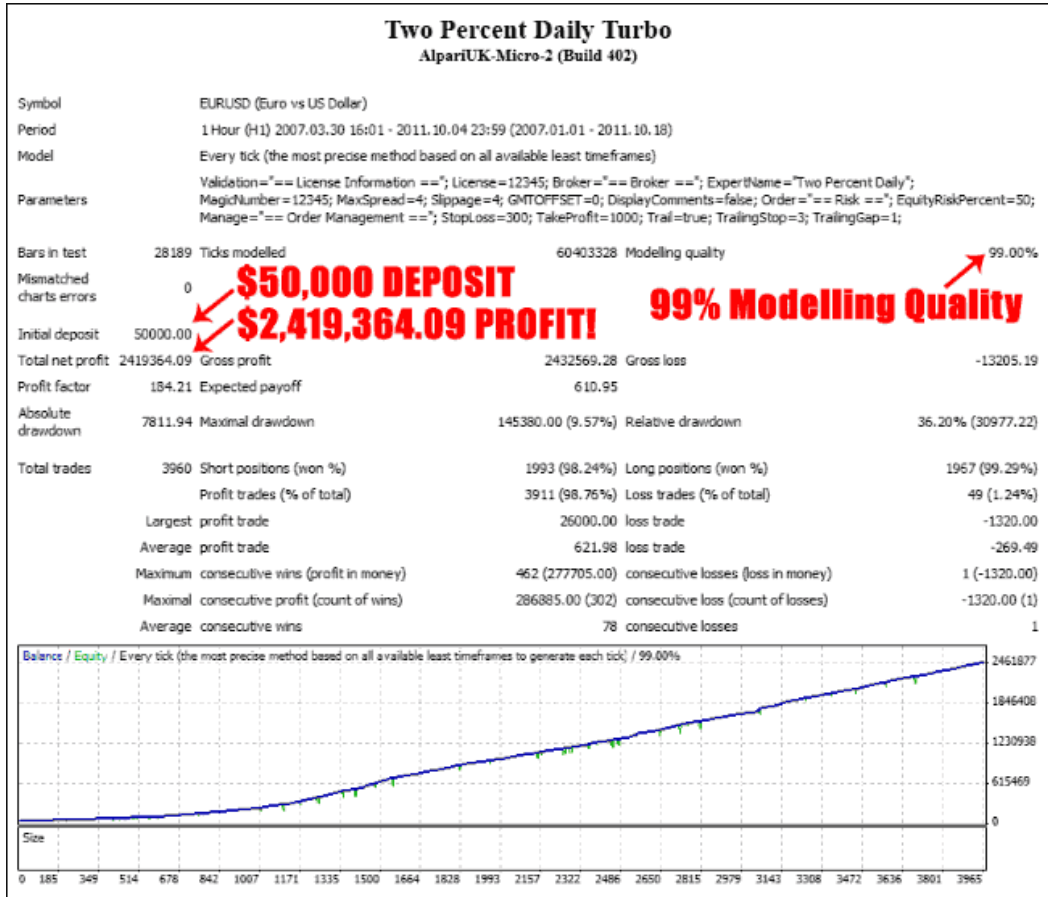 Two Percent Daily Turbo
AlpariUK-Micro-2 (Build 402)
Symbol EURUSD (Euro vs US Dollar)
Period 1 Hour (H1) 2007.03.30 16:01 - 2011.10.04 23:59 (2007.01.01 - 2011.10.18)
Model Every tick (the most precise method based on all available least timeframes)
Parameters Validation="== License Information =="; License=12345; Broker="== Broker =="; ExpertName="Two Percent Daily";
MagicNumber=12345; MaxSpread=4; Slippage=4; GMTOFFSET=0; DisplayComments=false; Order="== Risk =="; EquityRiskPercent=50;
Manage="== Order Management =="; StopLoss=300; TakeProfit=1000; Trail=true; TrailingStop=3; TrailingGap=1;
Bars in test 28189 Ticks modelled 60403328 Modelling quality 99.00%
Mismatched charts errors 0
$50,000 DEPOSIT
$2,419,364.09 PROFIT!
99% Modelling Quality
Initial deposit 50000.00
Total net profit 2419364.09 Gross profit 2432569.28 Gross loss -13205.19
Profit factor 184.21 Expected payoff 610.95
Absolute drawdown 7811.94 Maximal drawdown 145380.00 (9.57%) Relative drawdown 36.20% (30977.22)
Total trades 3960 Short positions (won %) 1993 (98.24%) Long positions (won %) 1967 (99.29%)
Profit trades (% of total) 3911 (98.76%) Loss trades (% of total) 49 (1.24%)
Largest profit trade 26000.00 loss trade -1320.00
Average profit trade 621.98 loss trade -269.49
Maximum consecutive wins (profit in money) 462 (277705.00) consecutive losses (loss in money) 1 (-1320.00)
Maximal consecutive profit (count of wins) 286885.00 (302) consecutive loss (count of losses) -1320.00 (1)
Average consecutive wins 78 consecutive losses 1
Balance / Equity / Every tick (the most precise method based on all available least timeframes to generate each tick) / 99.00%
2461877
1846408
1230938
615469
0
Size
0 185 349 514 678 842 1007 1171 1335 1500 1664 1828 1993 2157 2322 2486 2650 2815 2979 3143 3308 3472 3636 3801 3965